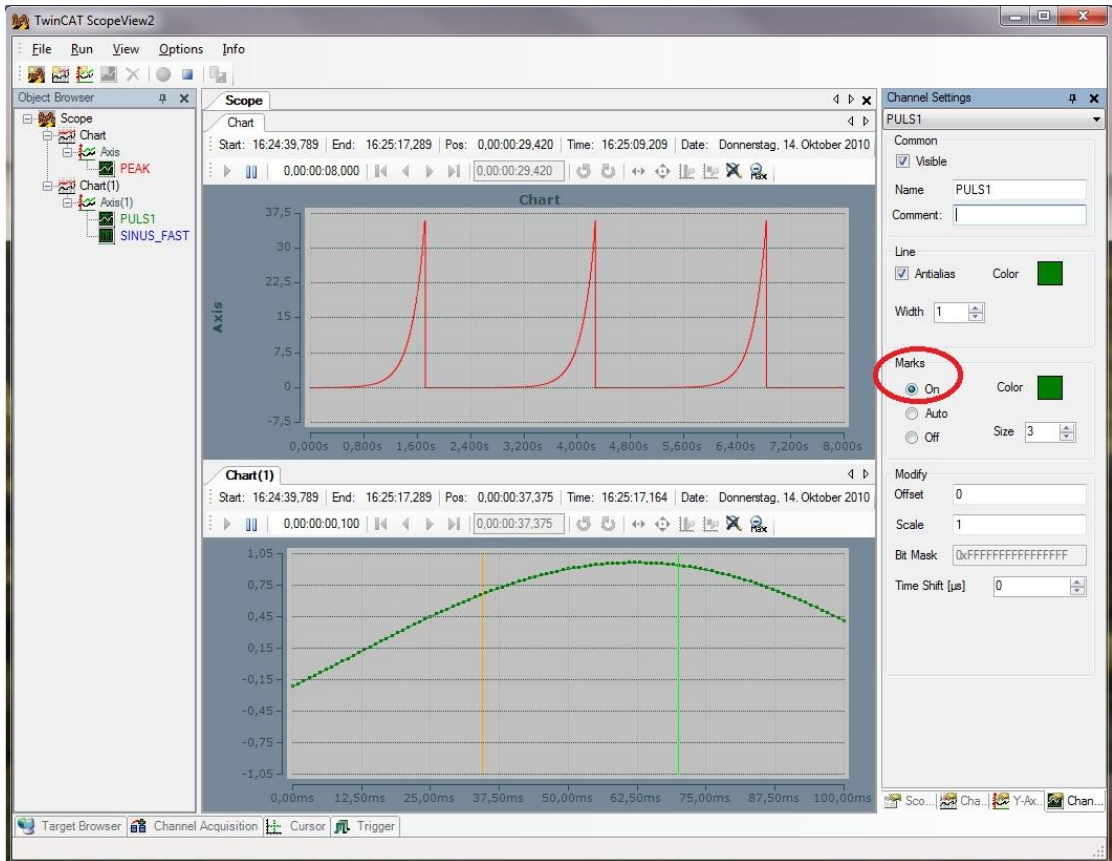 TwinCAT ScopeView2
File Run View Options Info
Object Browser
Scope
Chart
Axis
PEAK
Chart(1)
Axis(1)
PULS1
SINUS_FAST
Scope
Chart
Start: 16:24:39,789 End: 16:25:17,289 Pos: 0,00:00:29,420 Time: 16:25:09,209 Date: Donnerstag, 14. Oktober 2010
0,00:00:08,000 0,00:00:29,420 Max
Chart
37,5
30
22,5
15
7,5
0
-7,5
Axis
0,000s 0,800s 1,600s 2,400s 3,200s 4,000s 4,800s 5,600s 6,400s 7,200s 8,000s
Chart(1)
Start: 16:24:39,789 End: 16:25:17,289 Pos: 0,00:00:37,375 Time: 16:25:17,164 Date: Donnerstag, 14. Oktober 2010
0,00:00:00,100 0,00:00:37,375 Max
1,05
0,75
0,45
0,15
-0,15
-0,45
-0,75
-1,05
0,00ms 12,50ms 25,00ms 37,50ms 50,00ms 62,50ms 75,00ms 87,50ms 100,00ms
Channel Settings
PULS1
Common
Visible
Name PULS1
Comment:
Line
Antialias Color
Width 1
Marks
On Color
Auto
Off Size 3
Modify
Offset 0
Scale 1
Bit Mask 0xFFFFFFFFFFFFFFFF
Time Shift [µs] 0
Sco... Cha... Y-Ax... Chan...
Target Browser Channel Acquisition Cursor Trigger